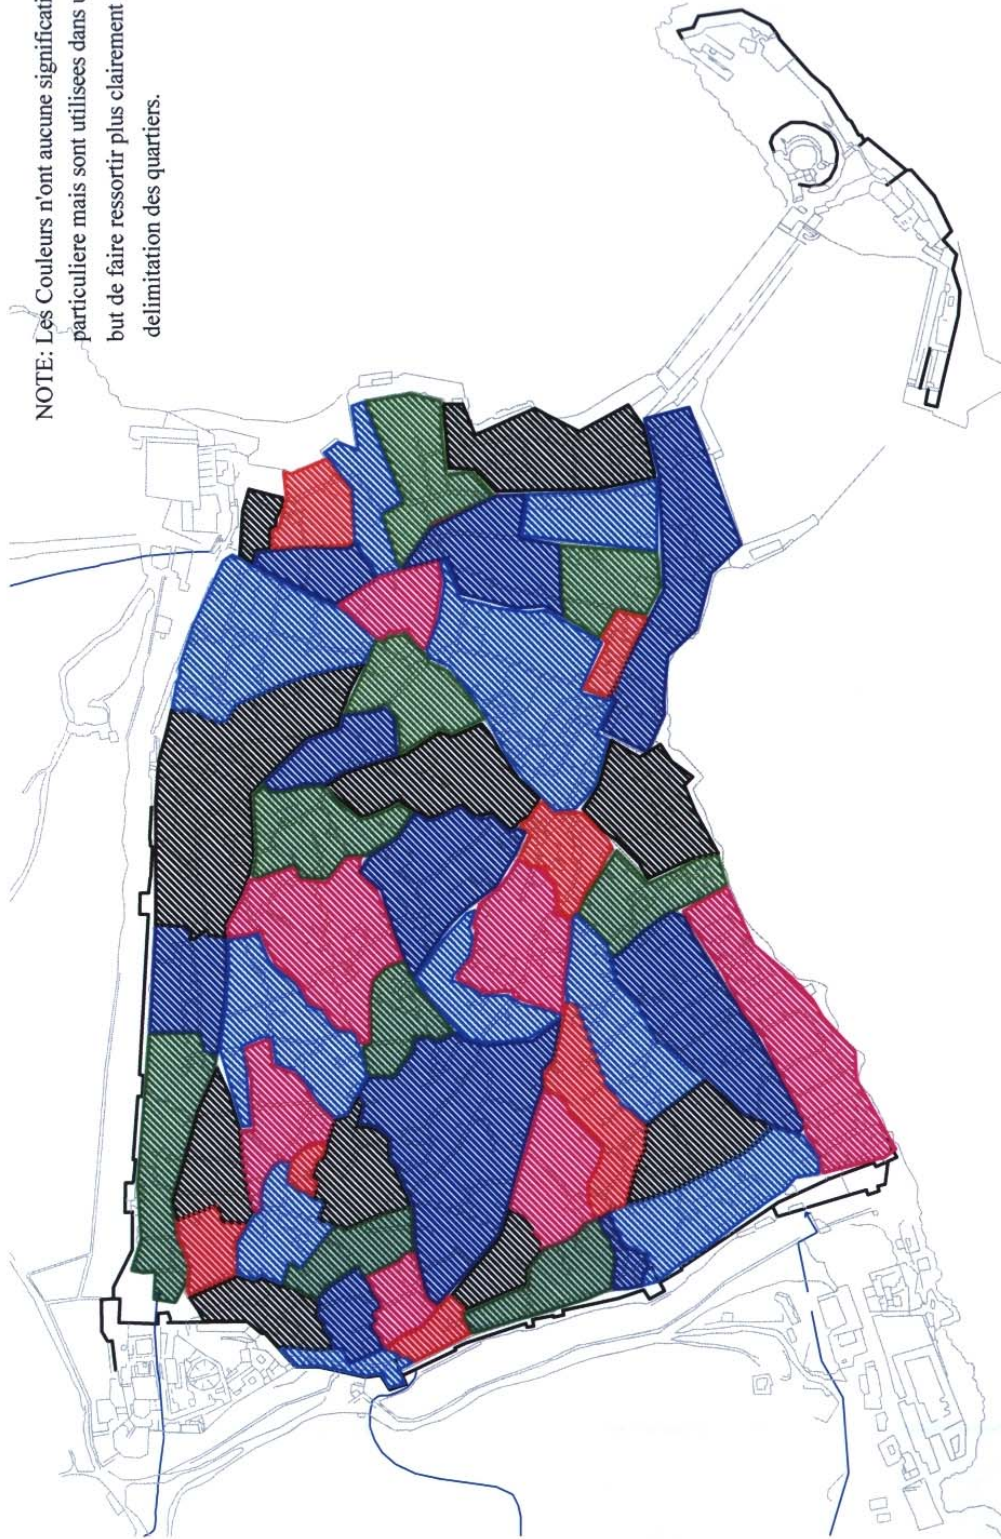 NOTE: Les Couleurs n'ont aucune significati
particuliere mais sont utilisees dans u
but de faire ressortir plus clairement
delimitation des quartiers.